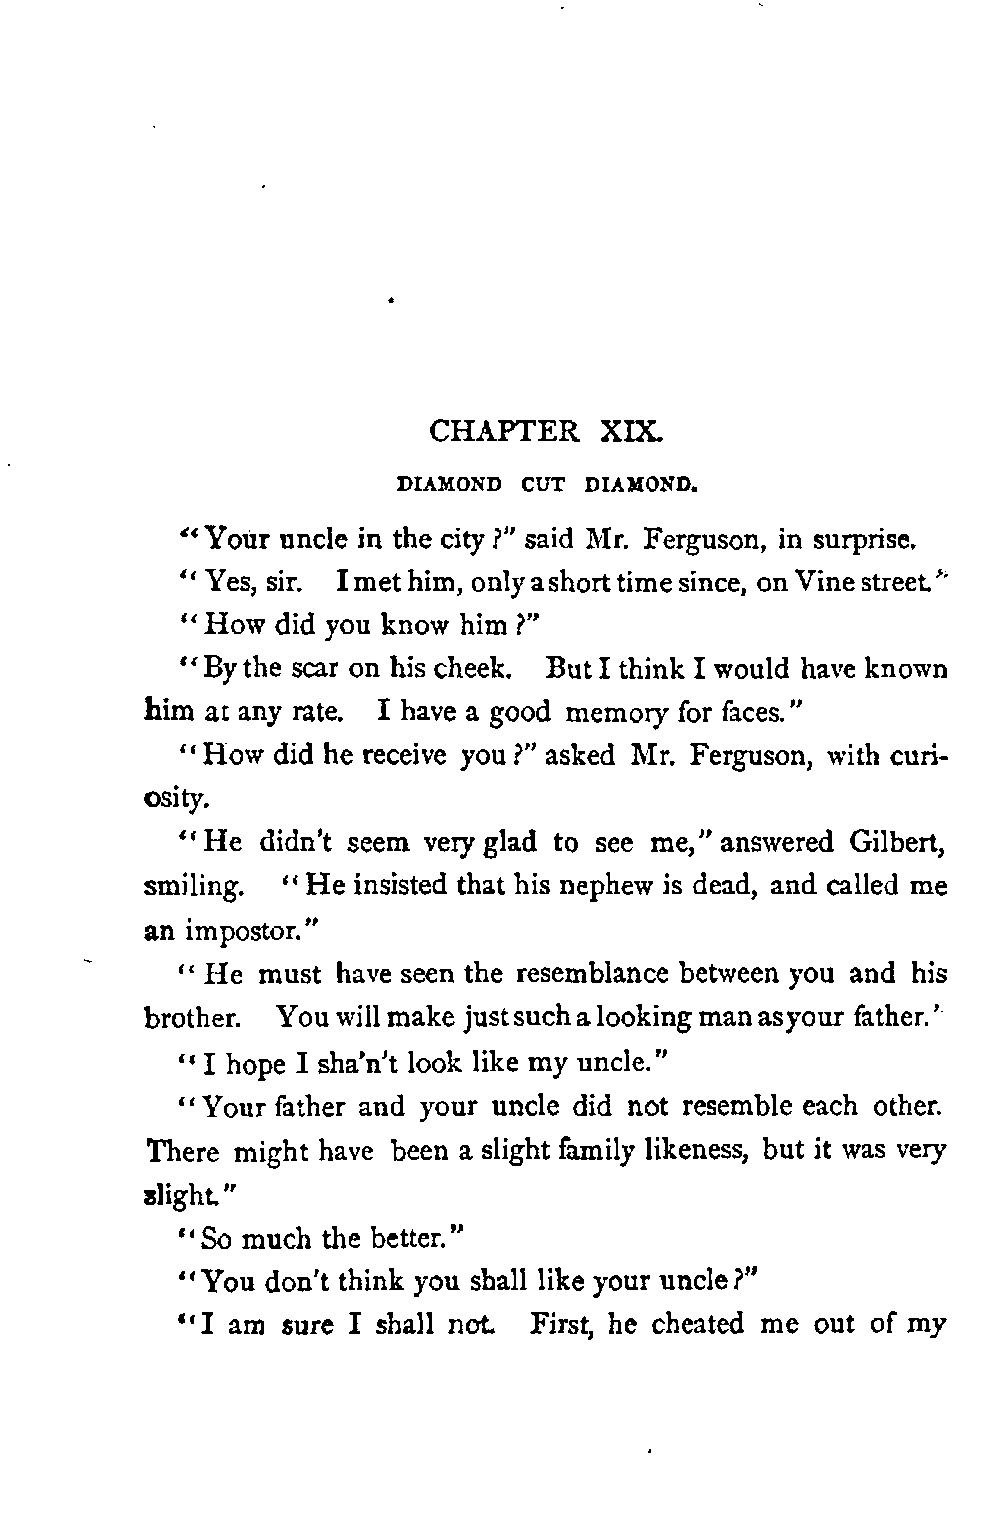 CHAPTER XIX.
DIAMOND CUT DIAMOND.
"Your uncle in the city?" said Mr. Ferguson, in surprise.
"Yes, sir. I met him, only a short time since, on Vine street."
"How did you know him?"
"By the scar on his cheek. But I think I would have known
him at any rate. I have a good memory for faces."
"How did he receive you?" asked Mr. Ferguson, with curi-
osity.
"He didn't seem very glad to see me," answered Gilbert,
smiling. "He insisted that his nephew is dead, and called me
an impostor."
"He must have seen the resemblance between you and his
brother. You will make just such a looking man as your father.'
"I hope I sha'n't look like my uncle."
"Your father and your uncle did not resemble each other.
There might have been a slight family likeness, but it was very
slight."
"So much the better."
"You don't think you shall like your uncle?"
"I am sure I shall not. First, he cheated me out of my